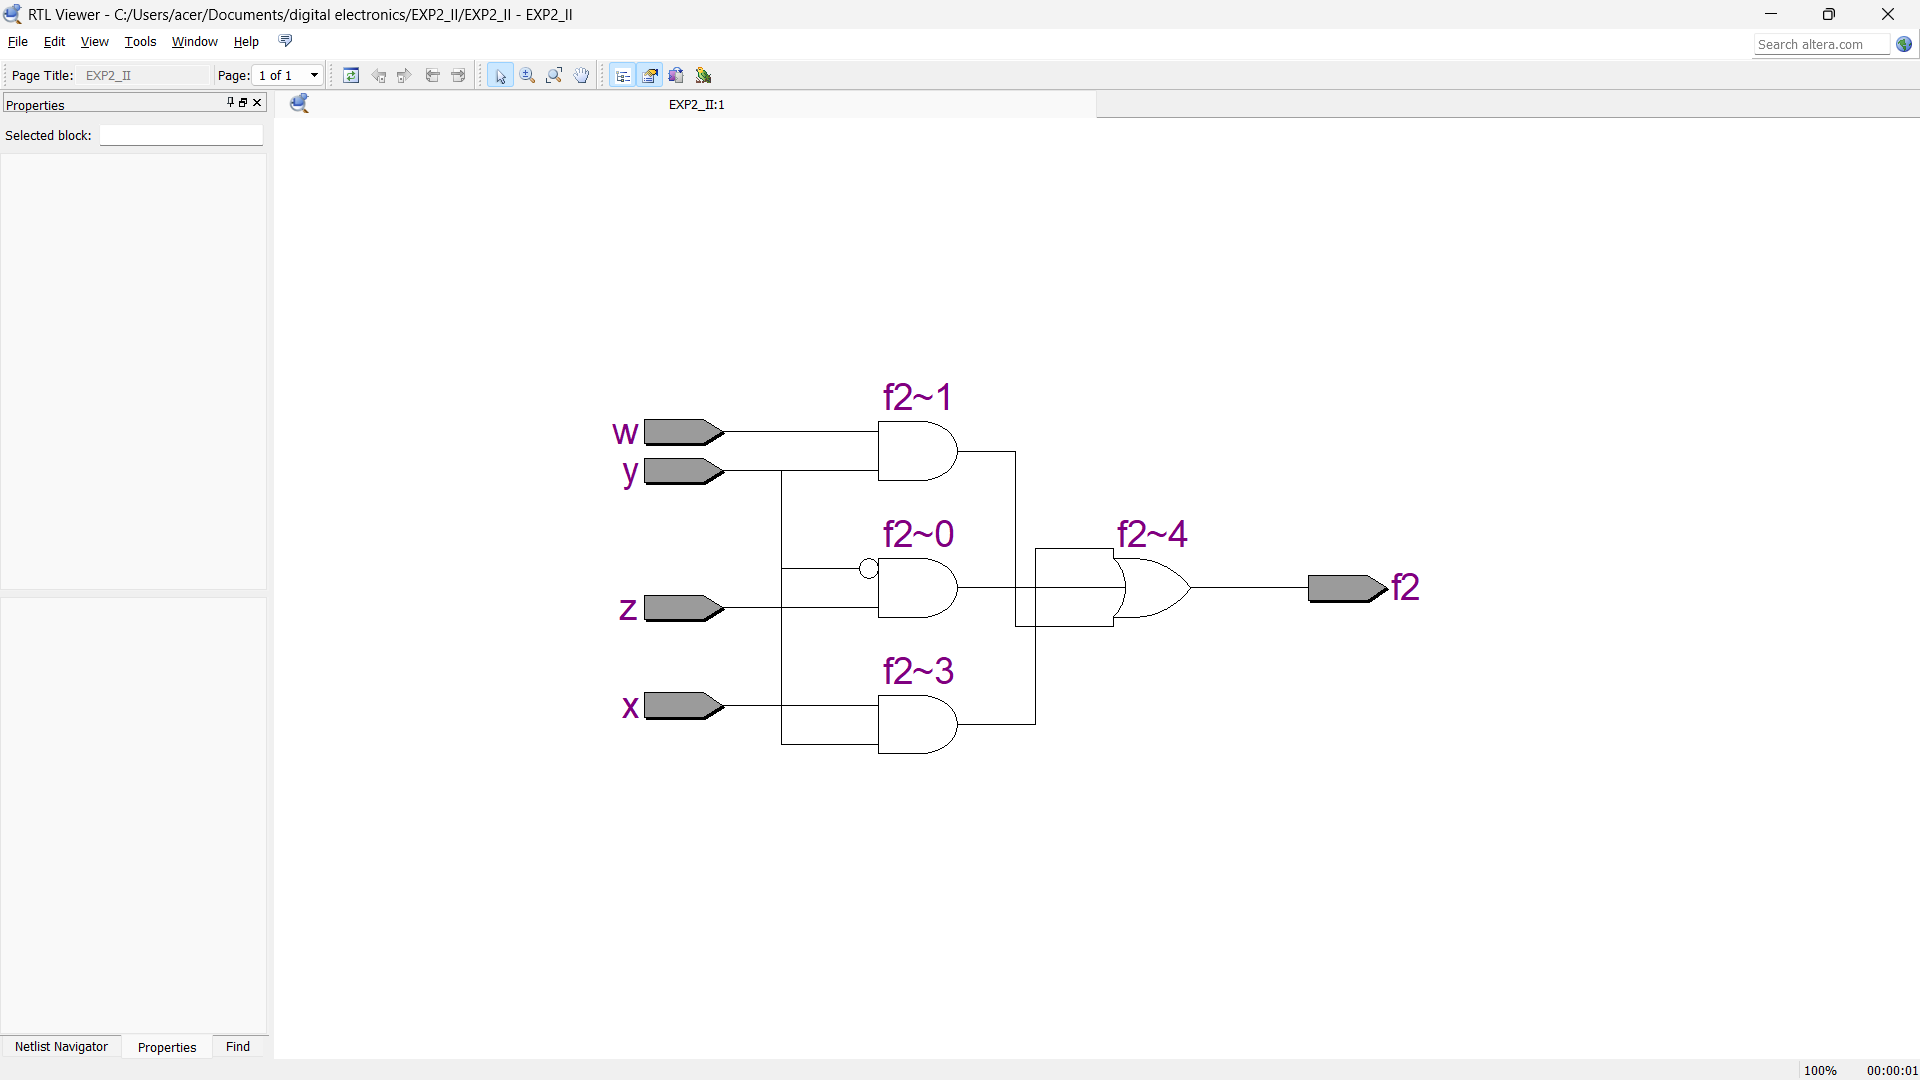 RTL Viewer - C:/Users/acer/Documents/digital electronics/EXP2_II/EXP2_II - EXP2_II
File Edit View Tools Window Help
Search altera.com
Page Title: EXP2_II Page: 1 of 1
Properties
EXP2_II:1
Selected block:
f2~1
w
y
f2~0
f2~4
z
f2
f2~3
x
Netlist Navigator Properties Find
100% 00:00:01